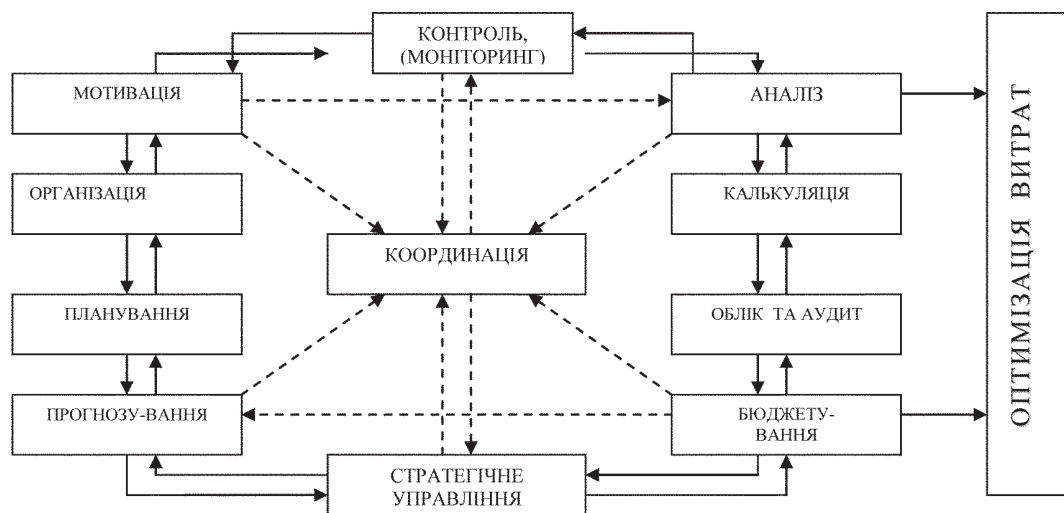 КОНТРОЛЬ,
(МОНІТОРИНГ)
МОТИВАЦІЯ
АНАЛІЗ
ОРГАНІЗАЦІЯ
КАЛЬКУЛЯЦІЯ
КООРДИНАЦІЯ
ПЛАНУВАННЯ
ОБЛІК ТА АУДИТ
ПРОГНОЗУ-ВАННЯ
БЮДЖЕТУ-
ВАННЯ
СТРАТЕГІЧНЕ
УПРАВЛІННЯ
ОПТИМІЗАЦІЯ ВИТРАТ